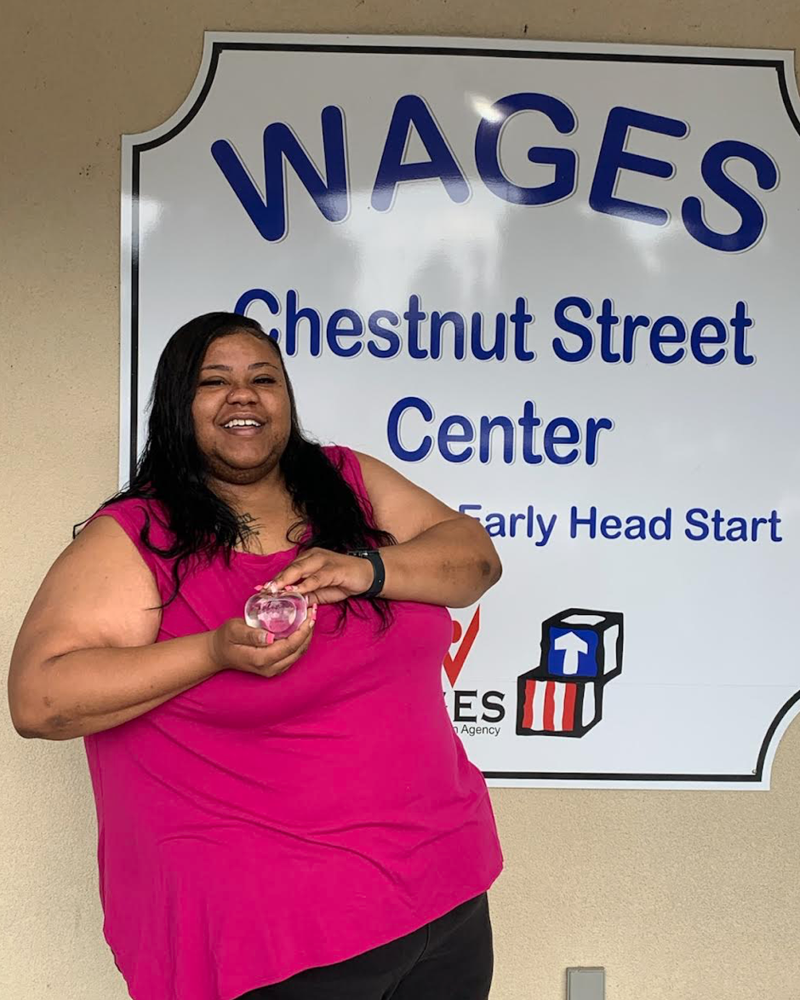 WAGES
Chestnut Street
Center
Early Head Start
ES
Agency